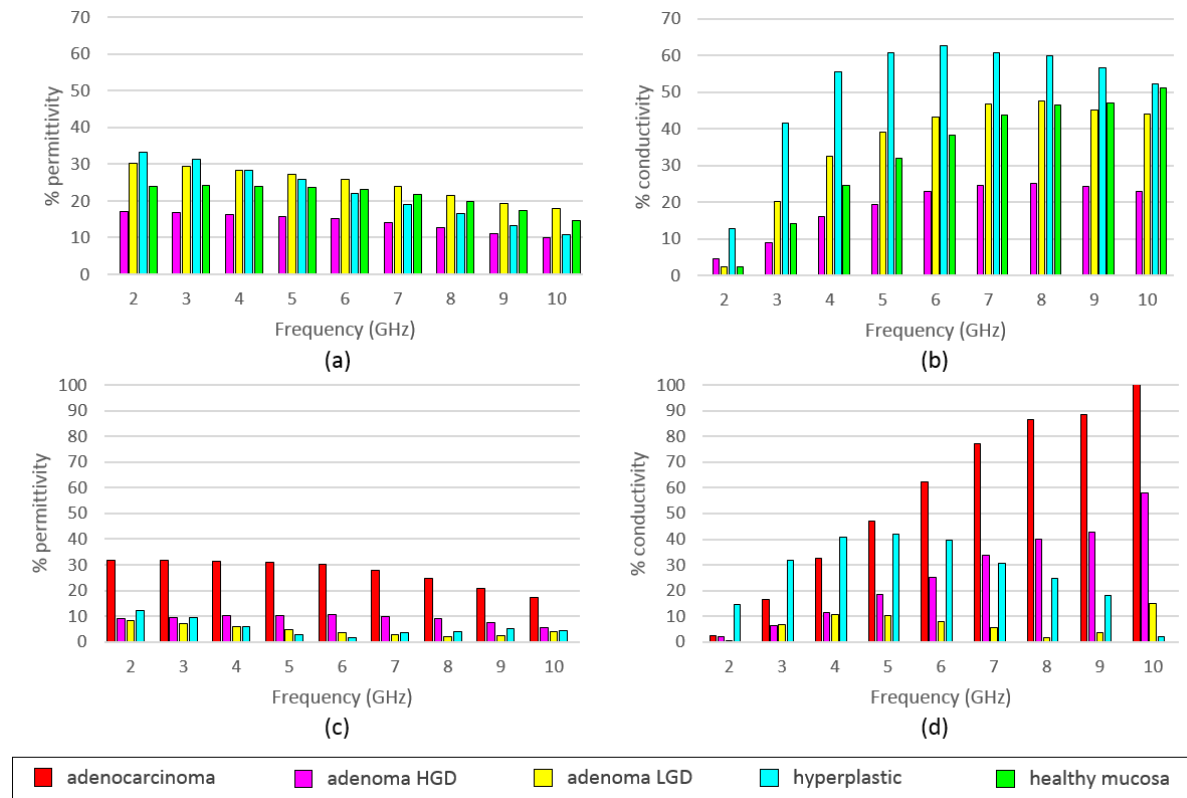 70
60
50
40
30
20
10
0
% permittivity
2 3 4 5 6 7 8 9 10
Frequency (GHz)
(a)
70
60
50
40
30
20
10
0
% conductivity
2 3 4 5 6 7 8 9 10
Frequency (GHz)
(b)
100
90
80
70
60
50
40
30
20
10
0
% permittivity
2 3 4 5 6 7 8 9 10
Frequency (GHz)
(c)
100
90
80
70
60
50
40
30
20
10
0
% conductivity
2 3 4 5 6 7 8 9 10
Frequency (GHz)
(d)
adenocarcinoma adenoma HGD adenoma LGD hyperplastic healthy mucosa